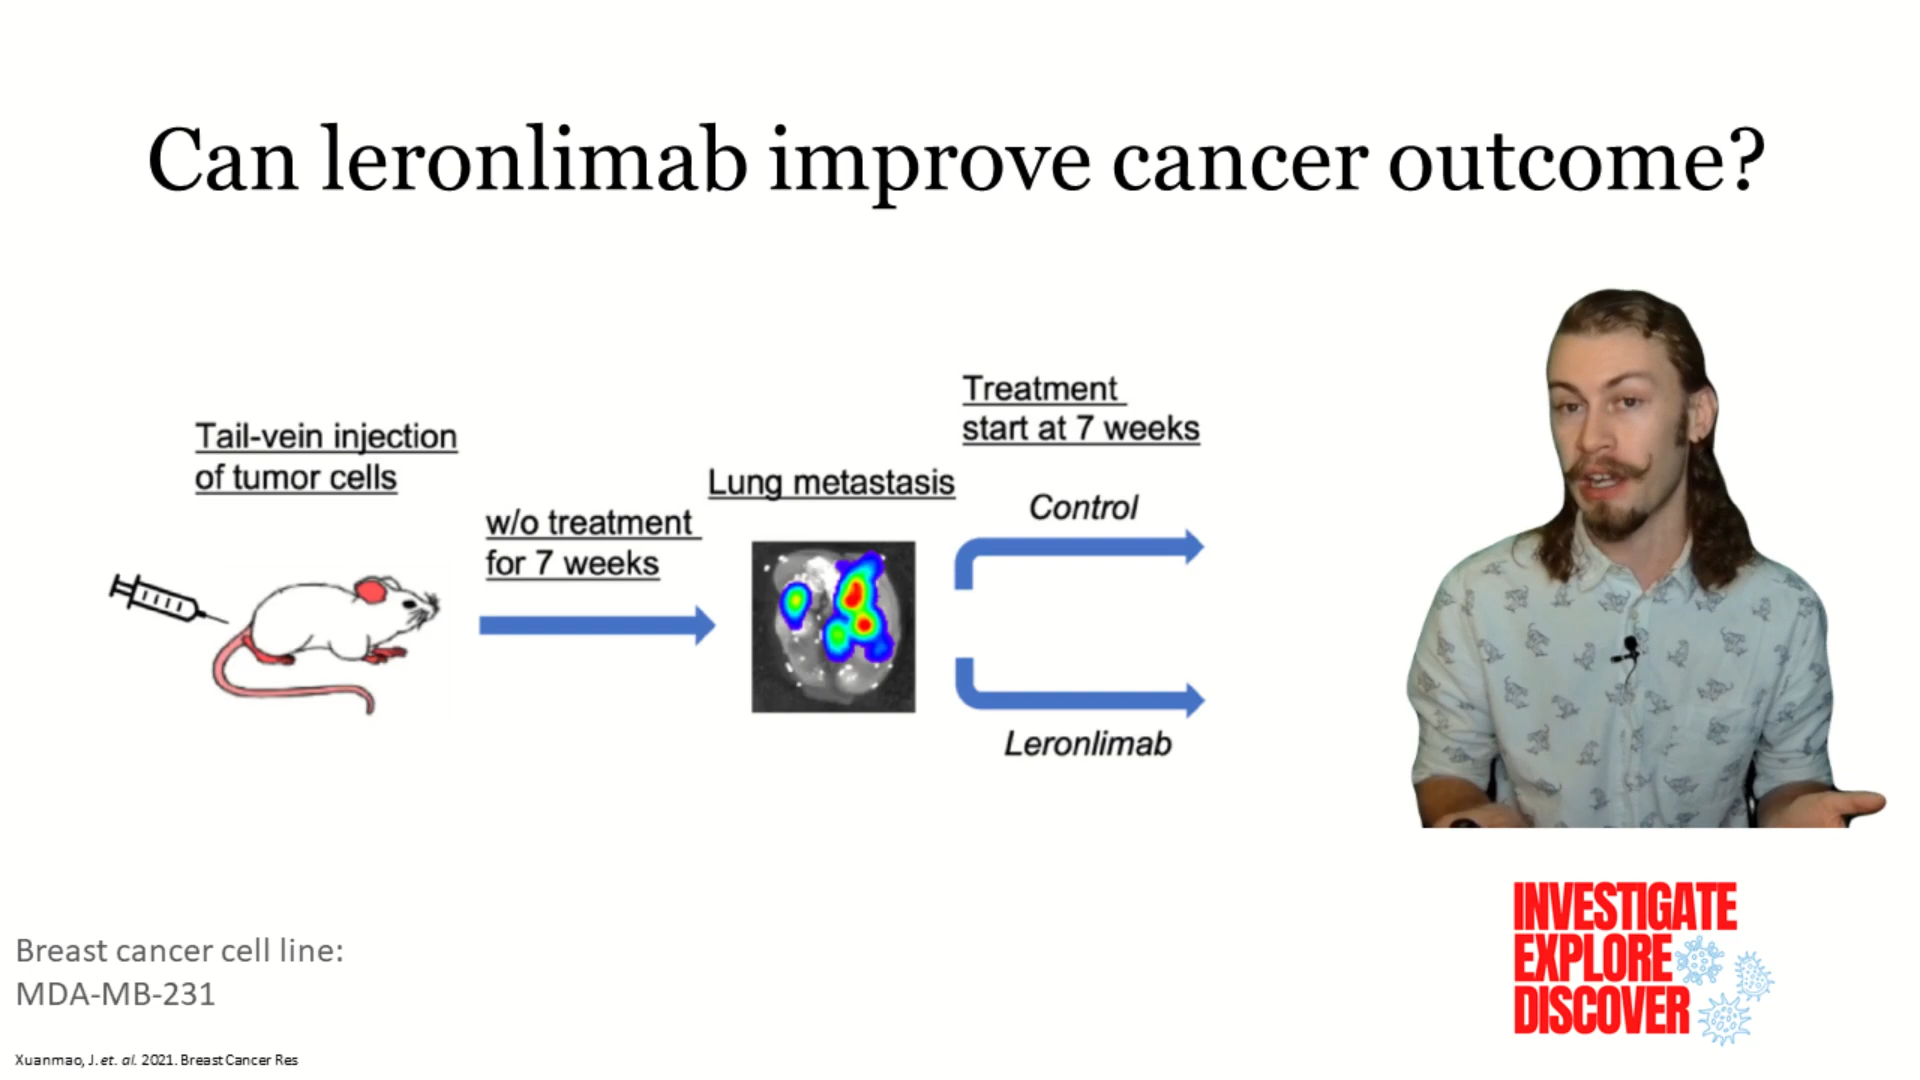 Can leronlimab improve cancer outcome?
Tail-vein injection
of tumor cells
w/o treatment
for 7 weeks
Lung metastasis
Treatment
start at 7 weeks
Control
Leronlimab
Breast cancer cell line:
MDA-MB-231
Xuanmao, J. et. al. 2021. Breast Cancer Res
INVESTIGATE
EXPLORE
DISCOVER